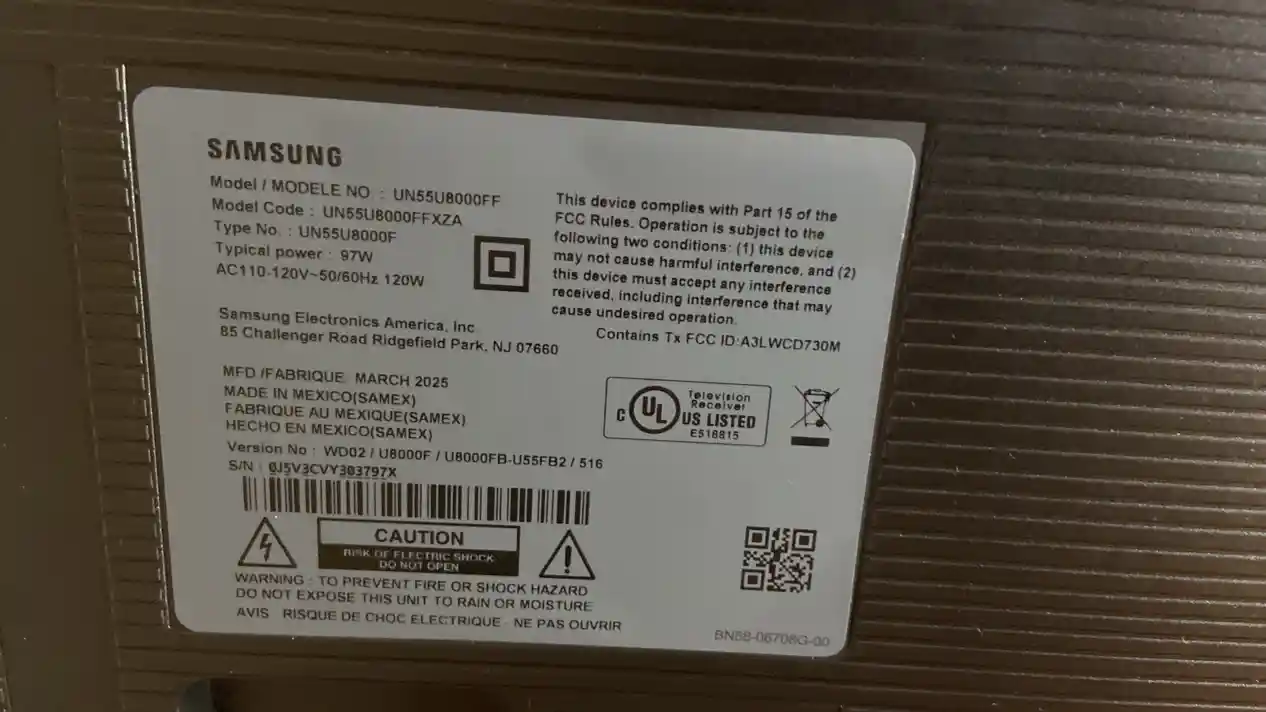 SAMSUNG
Model / MODELE NO : UN55U8000FF
Model Code : UN55U8000FFXZA
Type No. : UN55U8000F
Typical power : 97W
AC110-120V~50/60Hz 120W
Samsung Electronics America, Inc
85 Challenger Road Ridgefield Park, NJ 07660
This device complies with Part 15 of the
FCC Rules. Operation is subject to the
following two conditions: (1) this device
may not cause harmful interference, and (2)
this device must accept any interference
received, including interference that may
cause undesired operation.
Contains Tx FCC ID:A3LWCD730M
MFD /FABRIQUE MARCH 2025
MADE IN MEXICO(SAMEX)
FABRIQUE AU MEXIQUE(SAMEX)
HECHO EN MEXICO(SAMEX)
Version No : WD02 / U8000F / U8000FB-U55FB2 / 516
S/N : 0J5V3CVY303797X
C UL
Television
Receiver
US LISTED
E518815
CAUTION
RISK OF ELECTRIC SHOCK
DO NOT OPEN
WARNING : TO PREVENT FIRE OR SHOCK HAZARD
DO NOT EXPOSE THIS UNIT TO RAIN OR MOISTURE
AVIS RISQUE DE CHOC ELECTRIQUE - NE PAS OUVRIR
BN68-06708G-00